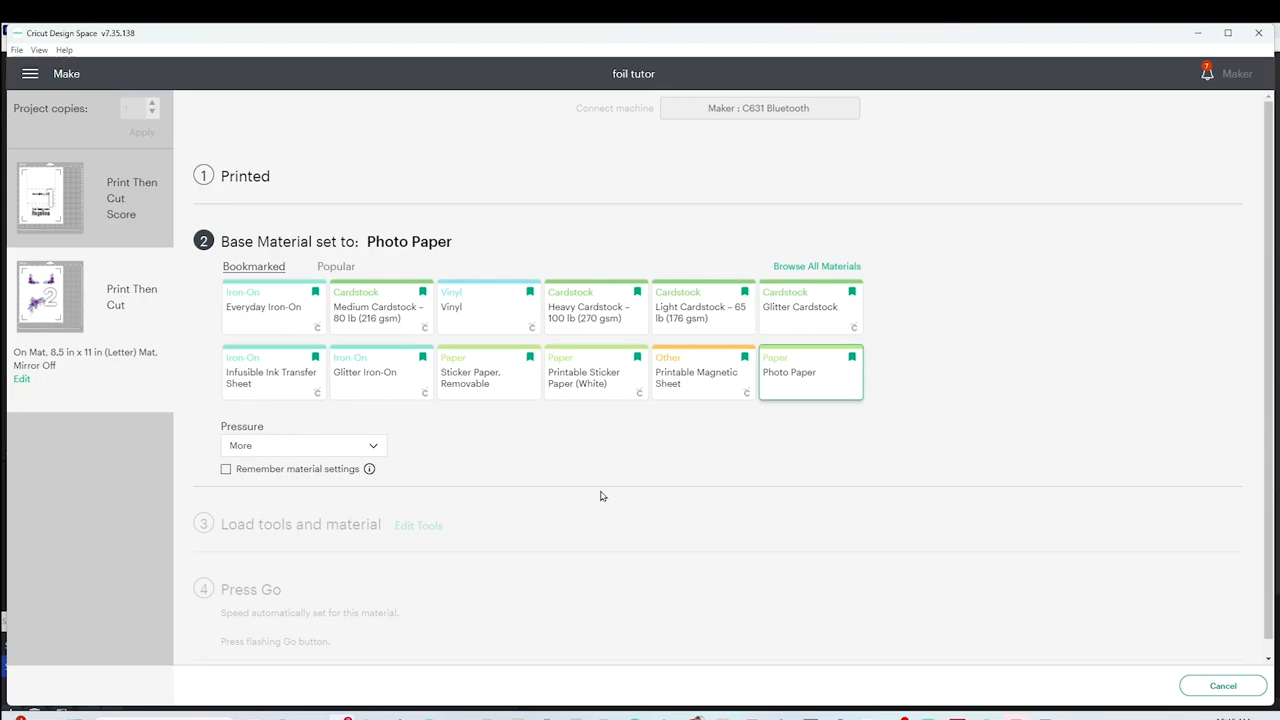 Cricut Design Space v7.35.138
File View Help
Make
foil tutor
7
Maker
Project copies:
Apply
Connect machine
Maker : C631 Bluetooth
Print Then
Cut
Score
Print Then
Cut
On Mat, 8.5 in x 11 in (Letter) Mat,
Mirror Off
Edit
1 Printed
2 Base Material set to: Photo Paper
Bookmarked Popular
Browse All Materials
Iron-On
Everyday Iron-On
Cardstock
Medium Cardstock –
80 lb (216 gsm)
Vinyl
Vinyl
Cardstock
Heavy Cardstock –
100 lb (270 gsm)
Cardstock
Light Cardstock – 65
lb (176 gsm)
Cardstock
Glitter Cardstock
Iron-On
Infusible Ink Transfer
Sheet
Iron-On
Glitter Iron-On
Paper
Sticker Paper,
Removable
Paper
Printable Sticker
Paper (White)
Other
Printable Magnetic
Sheet
Paper
Photo Paper
Pressure
More
Remember material settings
3 Load tools and material Edit Tools
4 Press Go
Speed automatically set for this material.
Press flashing Go button.
Cancel